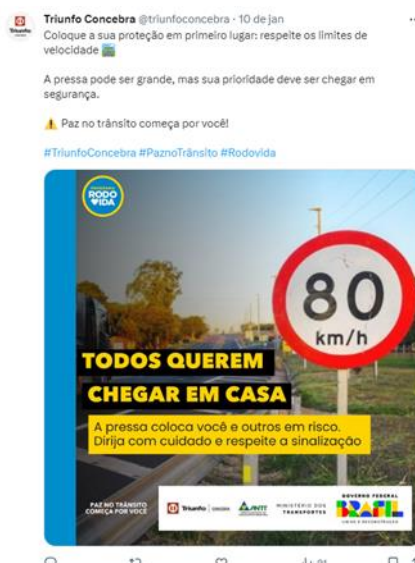 Triunfo Concebra @triunfoconcebra · 10 de jan
Coloque a sua proteção em primeiro lugar: respeite os limites de
velocidade
A pressa pode ser grande, mas sua prioridade deve ser chegar em
segurança.
Paz no trânsito começa por você!
#TriunfoConcebra #PaznoTrânsito #Rodovida
RODO
VIDA
80
km/h
TODOS QUEREM
CHEGAR EM CASA
A pressa coloca você e outros em risco.
Dirija com cuidado e respeite a sinalização
PAZ NO TRÂNSITO
COMEÇA POR VOCÊ
Triunfo CONCEBRA
ANTT
MINISTÉRIO DOS
TRANSPORTES
GOVERNO FEDERAL
BRASIL
UNIÃO E RECONSTRUÇÃO